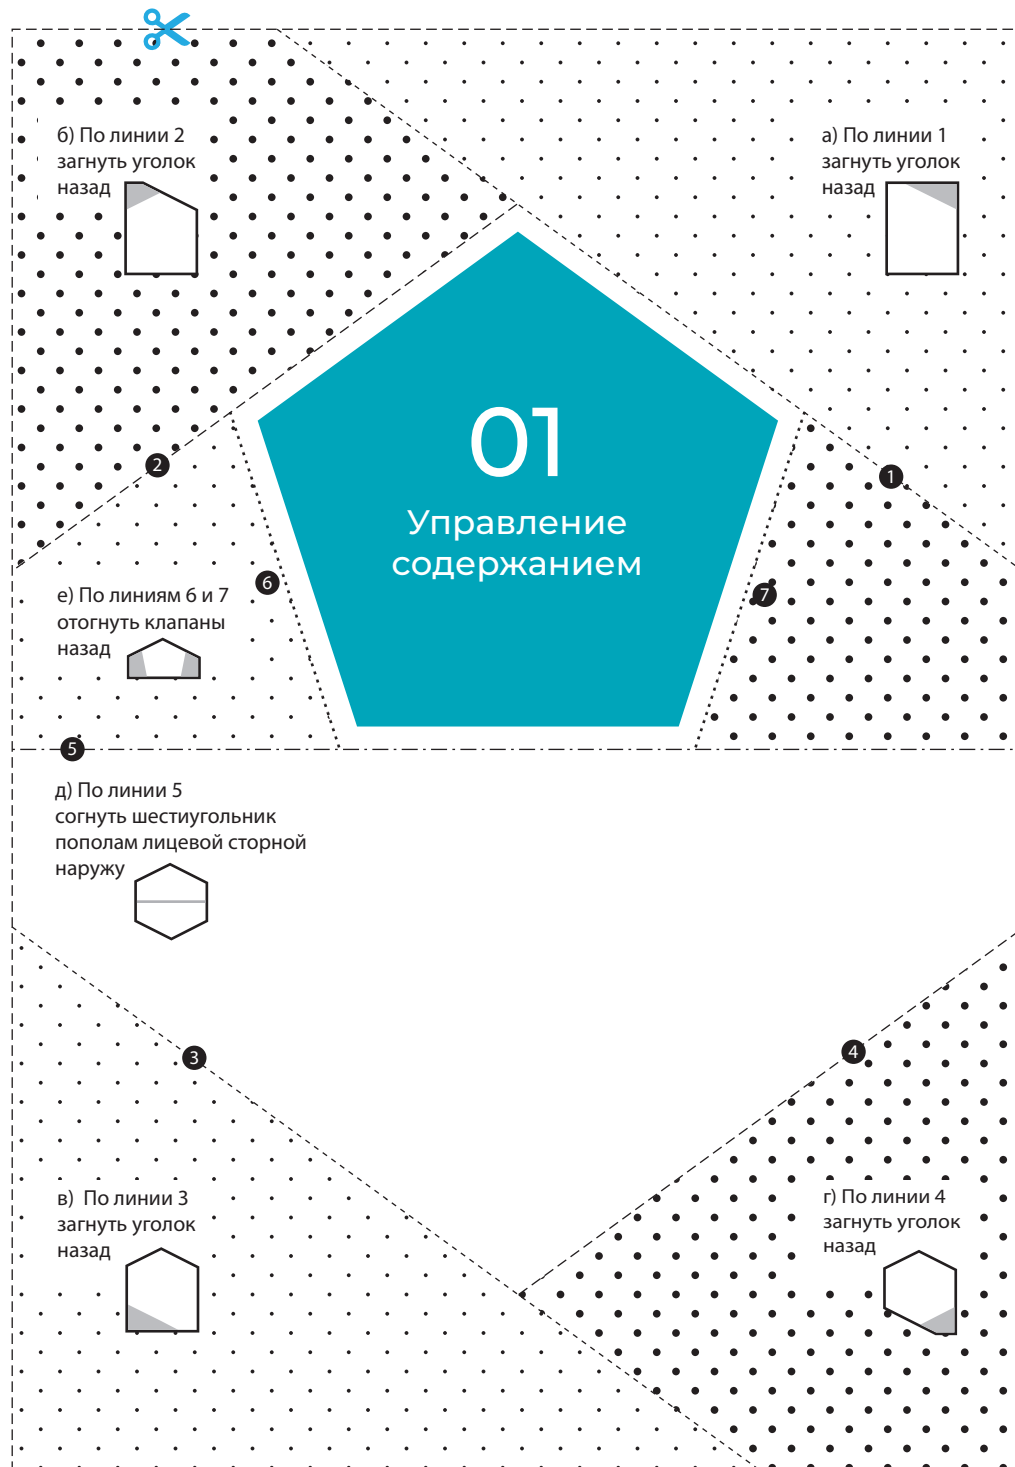 б) По линии 2
загнуть уголок
назад
а) По линии 1
загнуть уголок
назад
01
Управление
содержанием
2
1
6
7
е) По линиям 6 и 7
отогнуть клапаны
назад
5
д) По линии 5
согнуть шестиугольник
пополам лицевой сторной
наружу
3
4
в) По линии 3
загнуть уголок
назад
г) По линии 4
загнуть уголок
назад